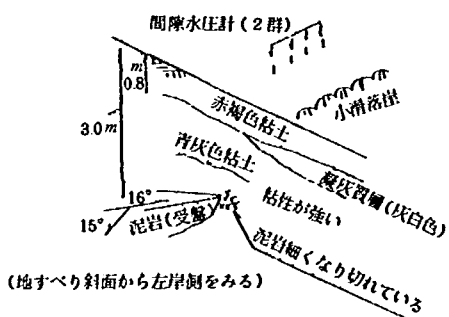 間隙水圧計(2群)
m
0.8
3.0m
小滑落崖
赤褐色粘土
青灰色粘土
凝灰質層(灰白色)
粘性が強い
16°
15°
泥岩(受盤)
泥岩細くなり切れている
(地すべり斜面から左岸側をみる)